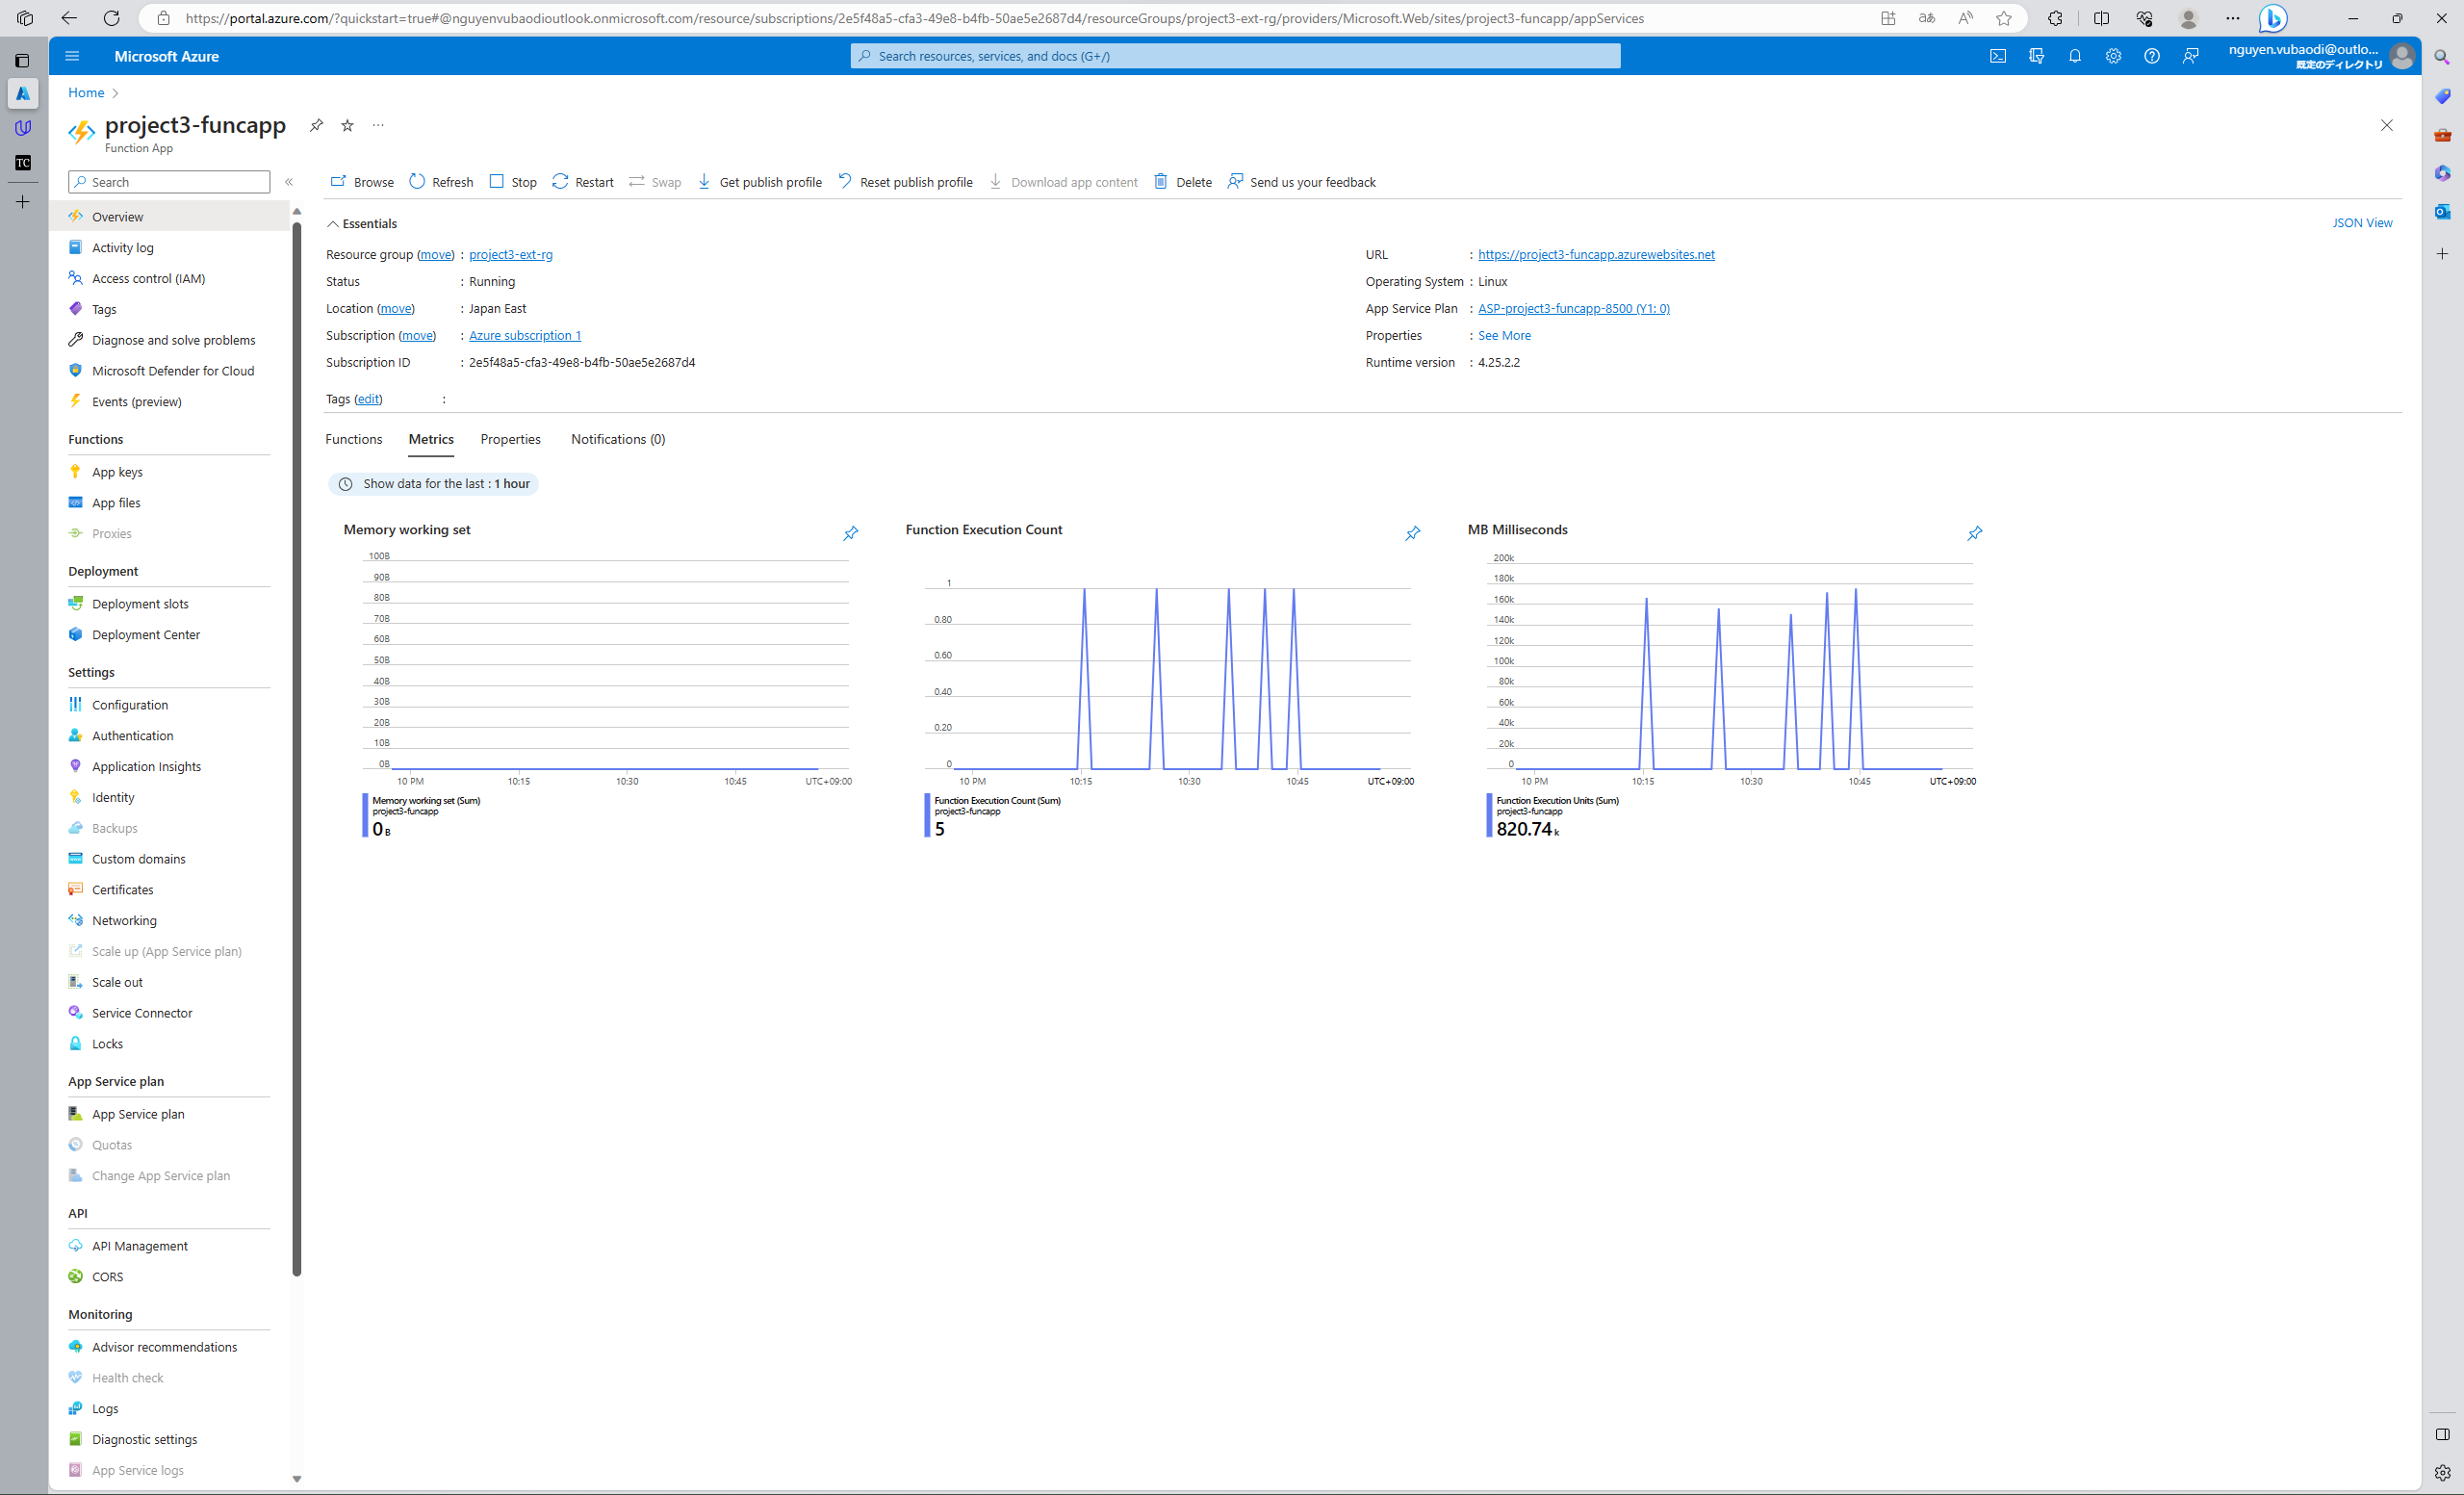 https://portal.azure.com/?quickstart=true#@nguyenvubaodioutlook.onmicrosoft.com/resource/subscriptions/2e5f48a5-cfa3-49e8-b4fb-50ae5e2687d4/resourceGroups/project3-ext-rg/providers/Microsoft.Web/sites/project3-funcapp/appServices
Microsoft Azure
Search resources, services, and docs (G+/)
nguyen.vubaodi@outlo...
既定のディレクトリ
Home
project3-funcapp
Function App
Search
Browse Refresh Stop Restart Swap Get publish profile Reset publish profile Download app content Delete Send us your feedback
Overview
Activity log
Access control (IAM)
Tags
Diagnose and solve problems
Microsoft Defender for Cloud
Events (preview)
Functions
App keys
App files
Proxies
Deployment
Deployment slots
Deployment Center
Settings
Configuration
Authentication
Application Insights
Identity
Backups
Custom domains
Certificates
Networking
Scale up (App Service plan)
Scale out
Service Connector
Locks
App Service plan
App Service plan
Quotas
Change App Service plan
API
API Management
CORS
Monitoring
Advisor recommendations
Health check
Logs
Diagnostic settings
App Service logs
Essentials
JSON View
Resource group (move) : project3-ext-rg
Status : Running
Location (move) : Japan East
Subscription (move) : Azure subscription 1
Subscription ID : 2e5f48a5-cfa3-49e8-b4fb-50ae5e2687d4
Tags (edit) :
URL : https://project3-funcapp.azurewebsites.net
Operating System : Linux
App Service Plan : ASP-project3-funcapp-8500 (Y1: 0)
Properties : See More
Runtime version : 4.25.2.2
Functions Metrics Properties Notifications (0)
Show data for the last : 1 hour
Memory working set
100B
90B
80B
70B
60B
50B
40B
30B
20B
10B
0B
10 PM 10:15 10:30 10:45 UTC+09:00
Memory working set (Sum)
project3-funcapp
0 B
Function Execution Count
1
0.80
0.60
0.40
0.20
0
10 PM 10:15 10:30 10:45 UTC+09:00
Function Execution Count (Sum)
project3-funcapp
5
MB Milliseconds
200k
180k
160k
140k
120k
100k
80k
60k
40k
20k
0
10 PM 10:15 10:30 10:45 UTC+09:00
Function Execution Units (Sum)
project3-funcapp
820.74 k